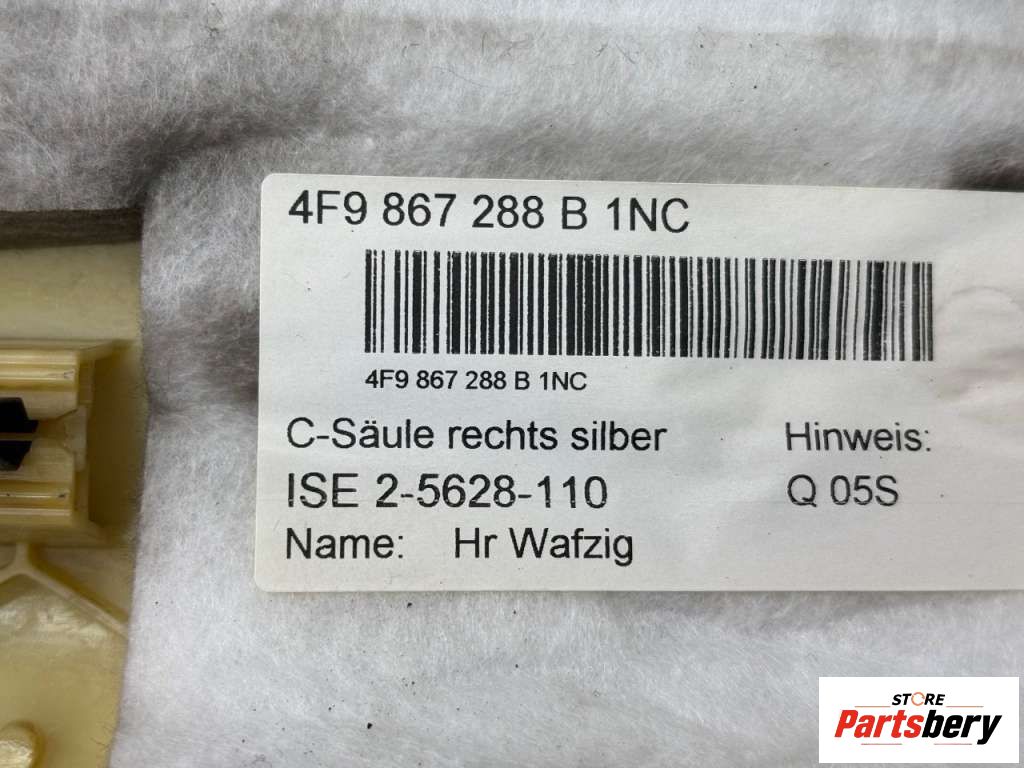 4F9 867 288 B 1NC
4F9 867 288 B 1NC
C-Säule rechts silber
Hinweis:
ISE 2-5628-110
Q 05S
Name: Hr Wafzig
STORE
Partsbery